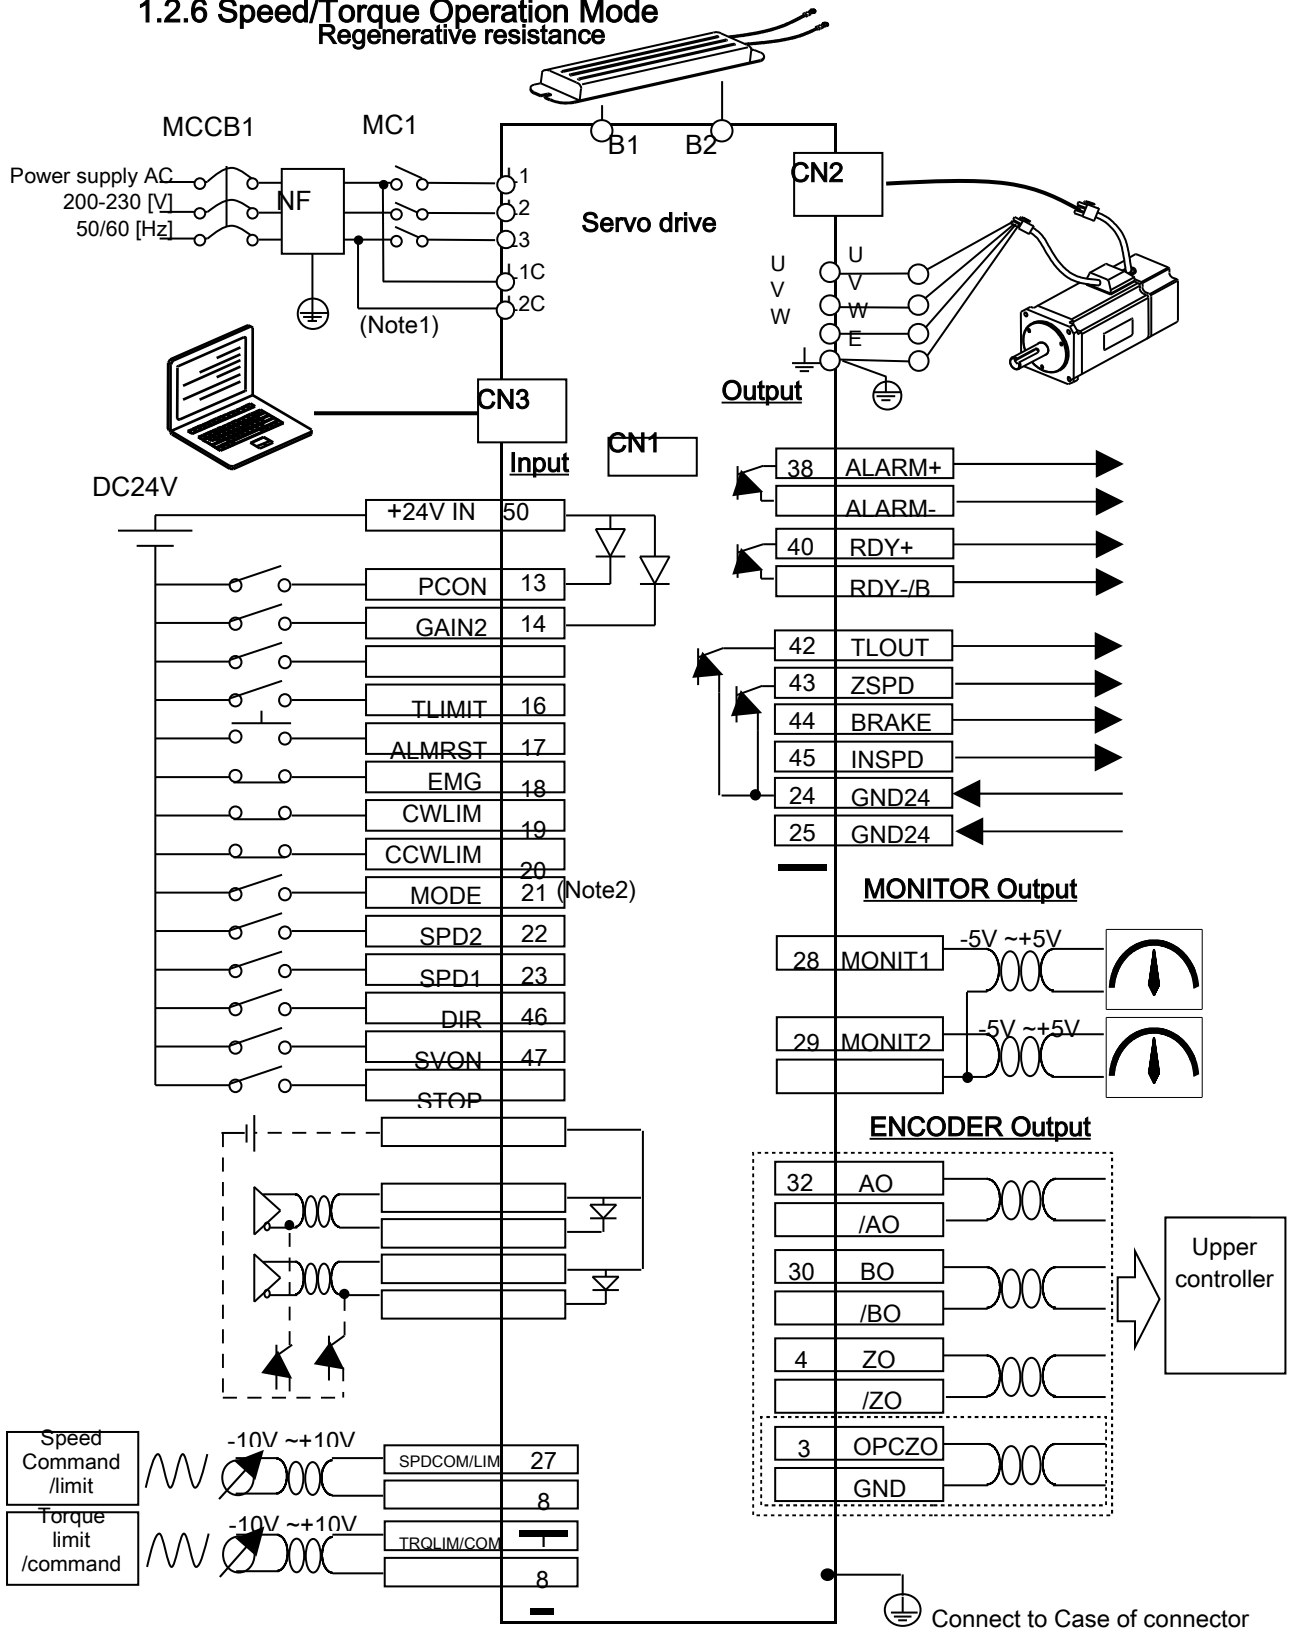 1.2.6 Speed/Torque Operation Mode
Regenerative resistance
MCCB1
MC1
B1
B2
CN2
Power supply AC
200-230 [V]
50/60 [Hz]
NF
L1
L2
L3
L1C
L2C
(Note1)
Servo drive
U
V
W
U
V
W
E
Output
CN3
CN1
Input
DC24V
+24V IN 50
PCON 13
GAIN2 14
TLIMIT 16
ALMRST 17
EMG 18
CWLIM 19
CCWLIM 20
MODE 21 (Note2)
SPD2 22
SPD1 23
DIR 46
SVON 47
STOP
38 ALARM+
ALARM-
40 RDY+
RDY-/B
42 TLOUT
43 ZSPD
44 BRAKE
45 INSPD
24 GND24
25 GND24
MONITOR Output
28 MONIT1 -5V ~+5V
29 MONIT2 -5V ~+5V
ENCODER Output
32 AO
/AO
30 BO
/BO
4 ZO
/ZO
3 OPCZO
GND
Upper
controller
Speed
Command
/limit
-10V ~+10V
SPDCOM/LIM 27
8
Torque
limit
/command
-10V ~+10V
TRQLIM/COM 1
8
Connect to Case of connector